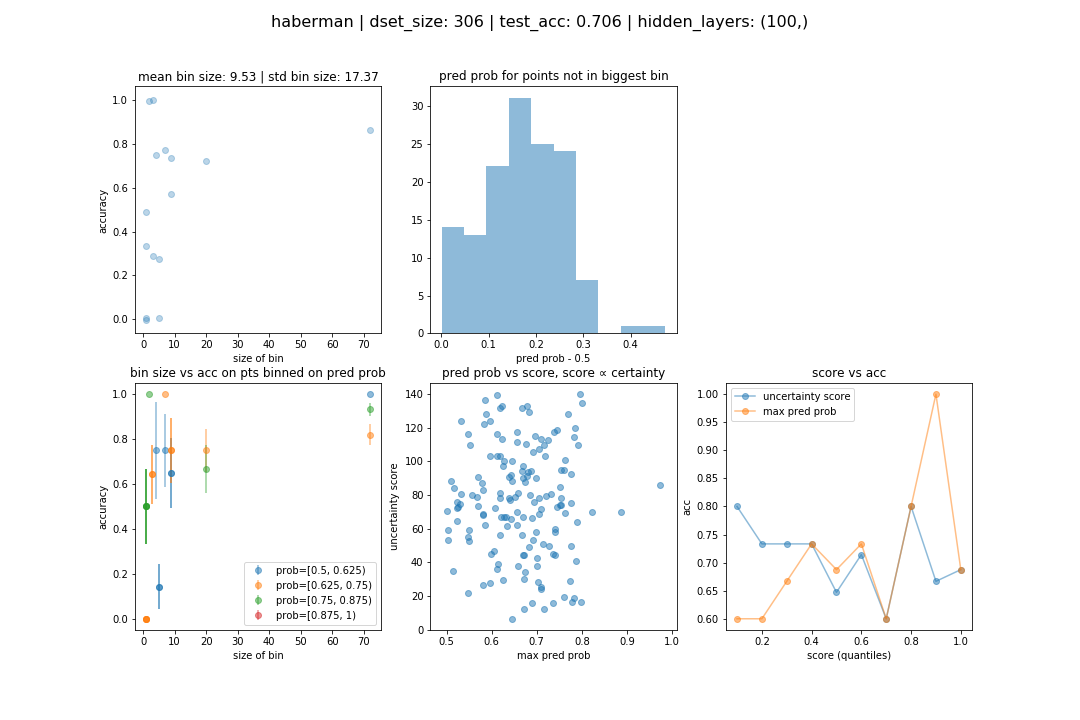 haberman | dset_size: 306 | test_acc: 0.706 | hidden_layers: (100,)
mean bin size: 9.53 | std bin size: 17.37
1.0
0.8
0.6
0.4
0.2
0.0
accuracy
0 10 20 30 40 50 60 70
size of bin
pred prob for points not in biggest bin
30
25
20
15
10
5
0
0.0 0.1 0.2 0.3 0.4
pred prob - 0.5
bin size vs acc on pts binned on pred prob
1.0
0.8
0.6
0.4
0.2
0.0
accuracy
prob=[0.5, 0.625)
prob=[0.625, 0.75)
prob=[0.75, 0.875)
prob=[0.875, 1)
0 10 20 30 40 50 60 70
size of bin
pred prob vs score, score ∝ certainty
140
120
100
80
60
40
20
0
uncertainty score
0.5 0.6 0.7 0.8 0.9 1.0
max pred prob
score vs acc
1.00
0.95
0.90
0.85
0.80
0.75
0.70
0.65
0.60
acc
uncertainty score
max pred prob
0.2 0.4 0.6 0.8 1.0
score (quantiles)